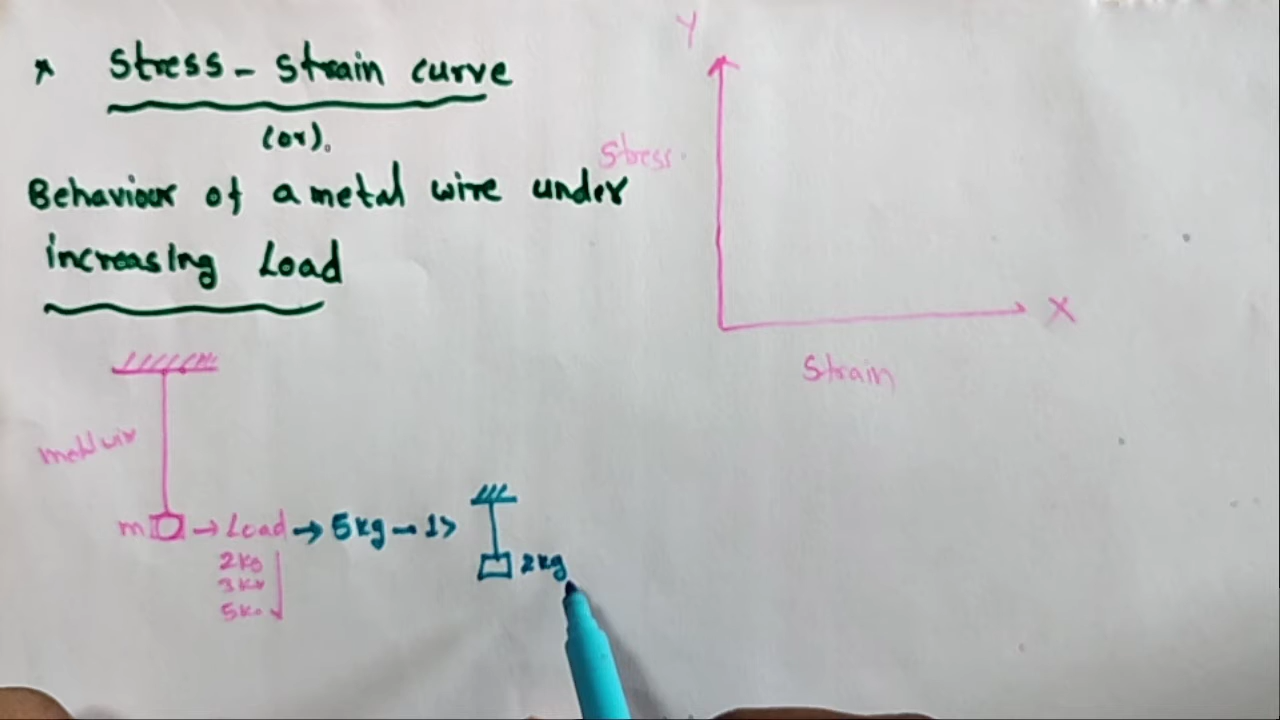 * Stress - Strain curve
(or).
Behaviour of a metal wire under
increasing Load
Y
Stress
X
Strain
m → Load → 5kg → 1>
2kg
3kg
5kg
2kg